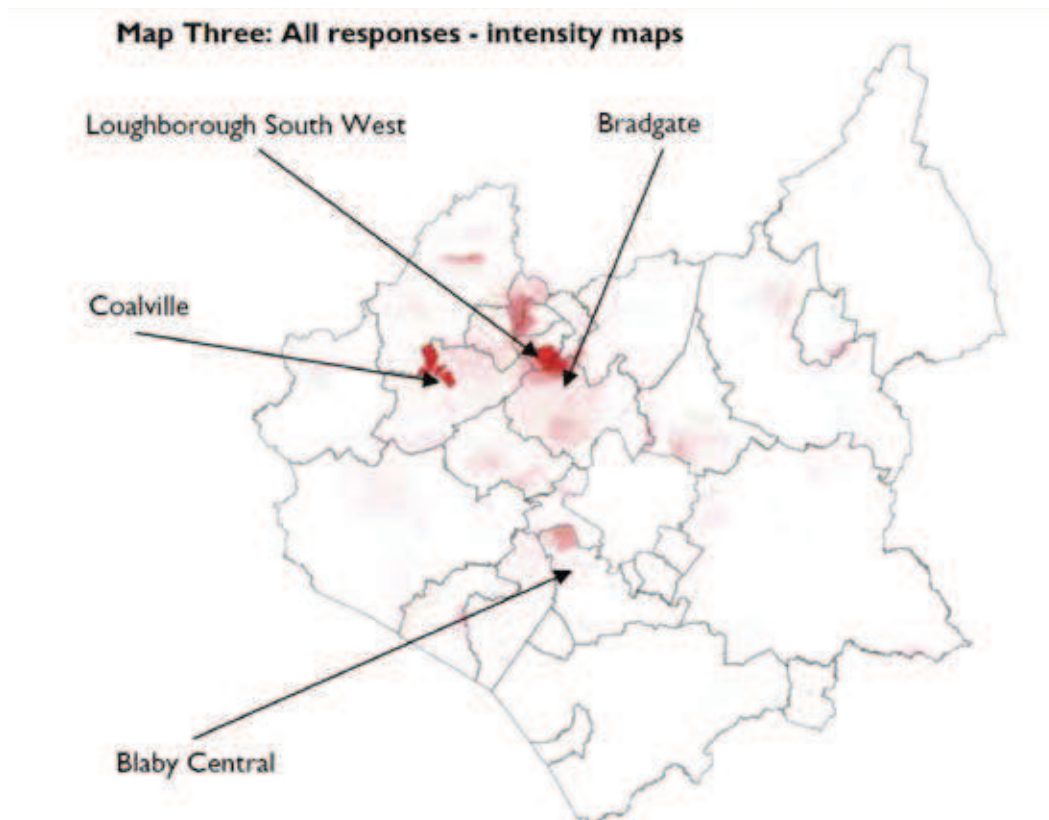 Map Three: All responses - intensity maps
Loughborough South West
Bradgate
Coalville
Blaby Central